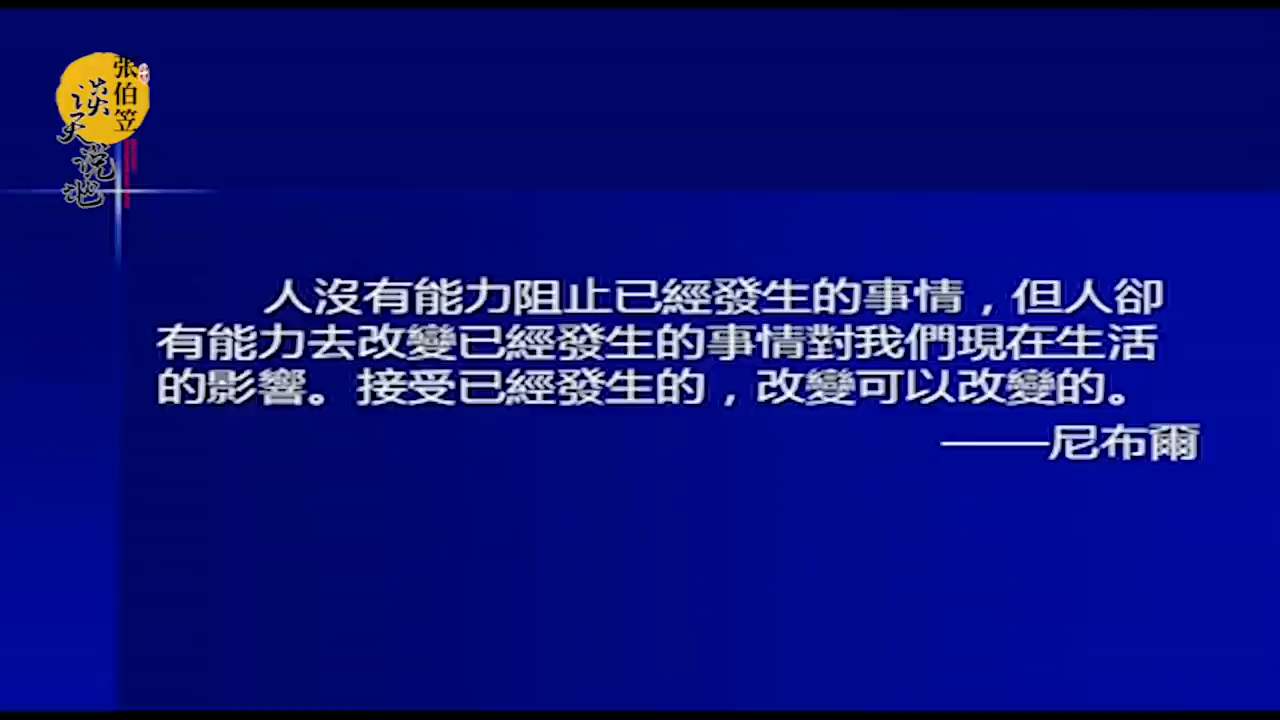 张伯笠
谈天说地
人沒有能力阻止已經發生的事情，但人卻
有能力去改變已經發生的事情對我們現在生活
的影響。接受已經發生的，改變可以改變的。
——尼布爾